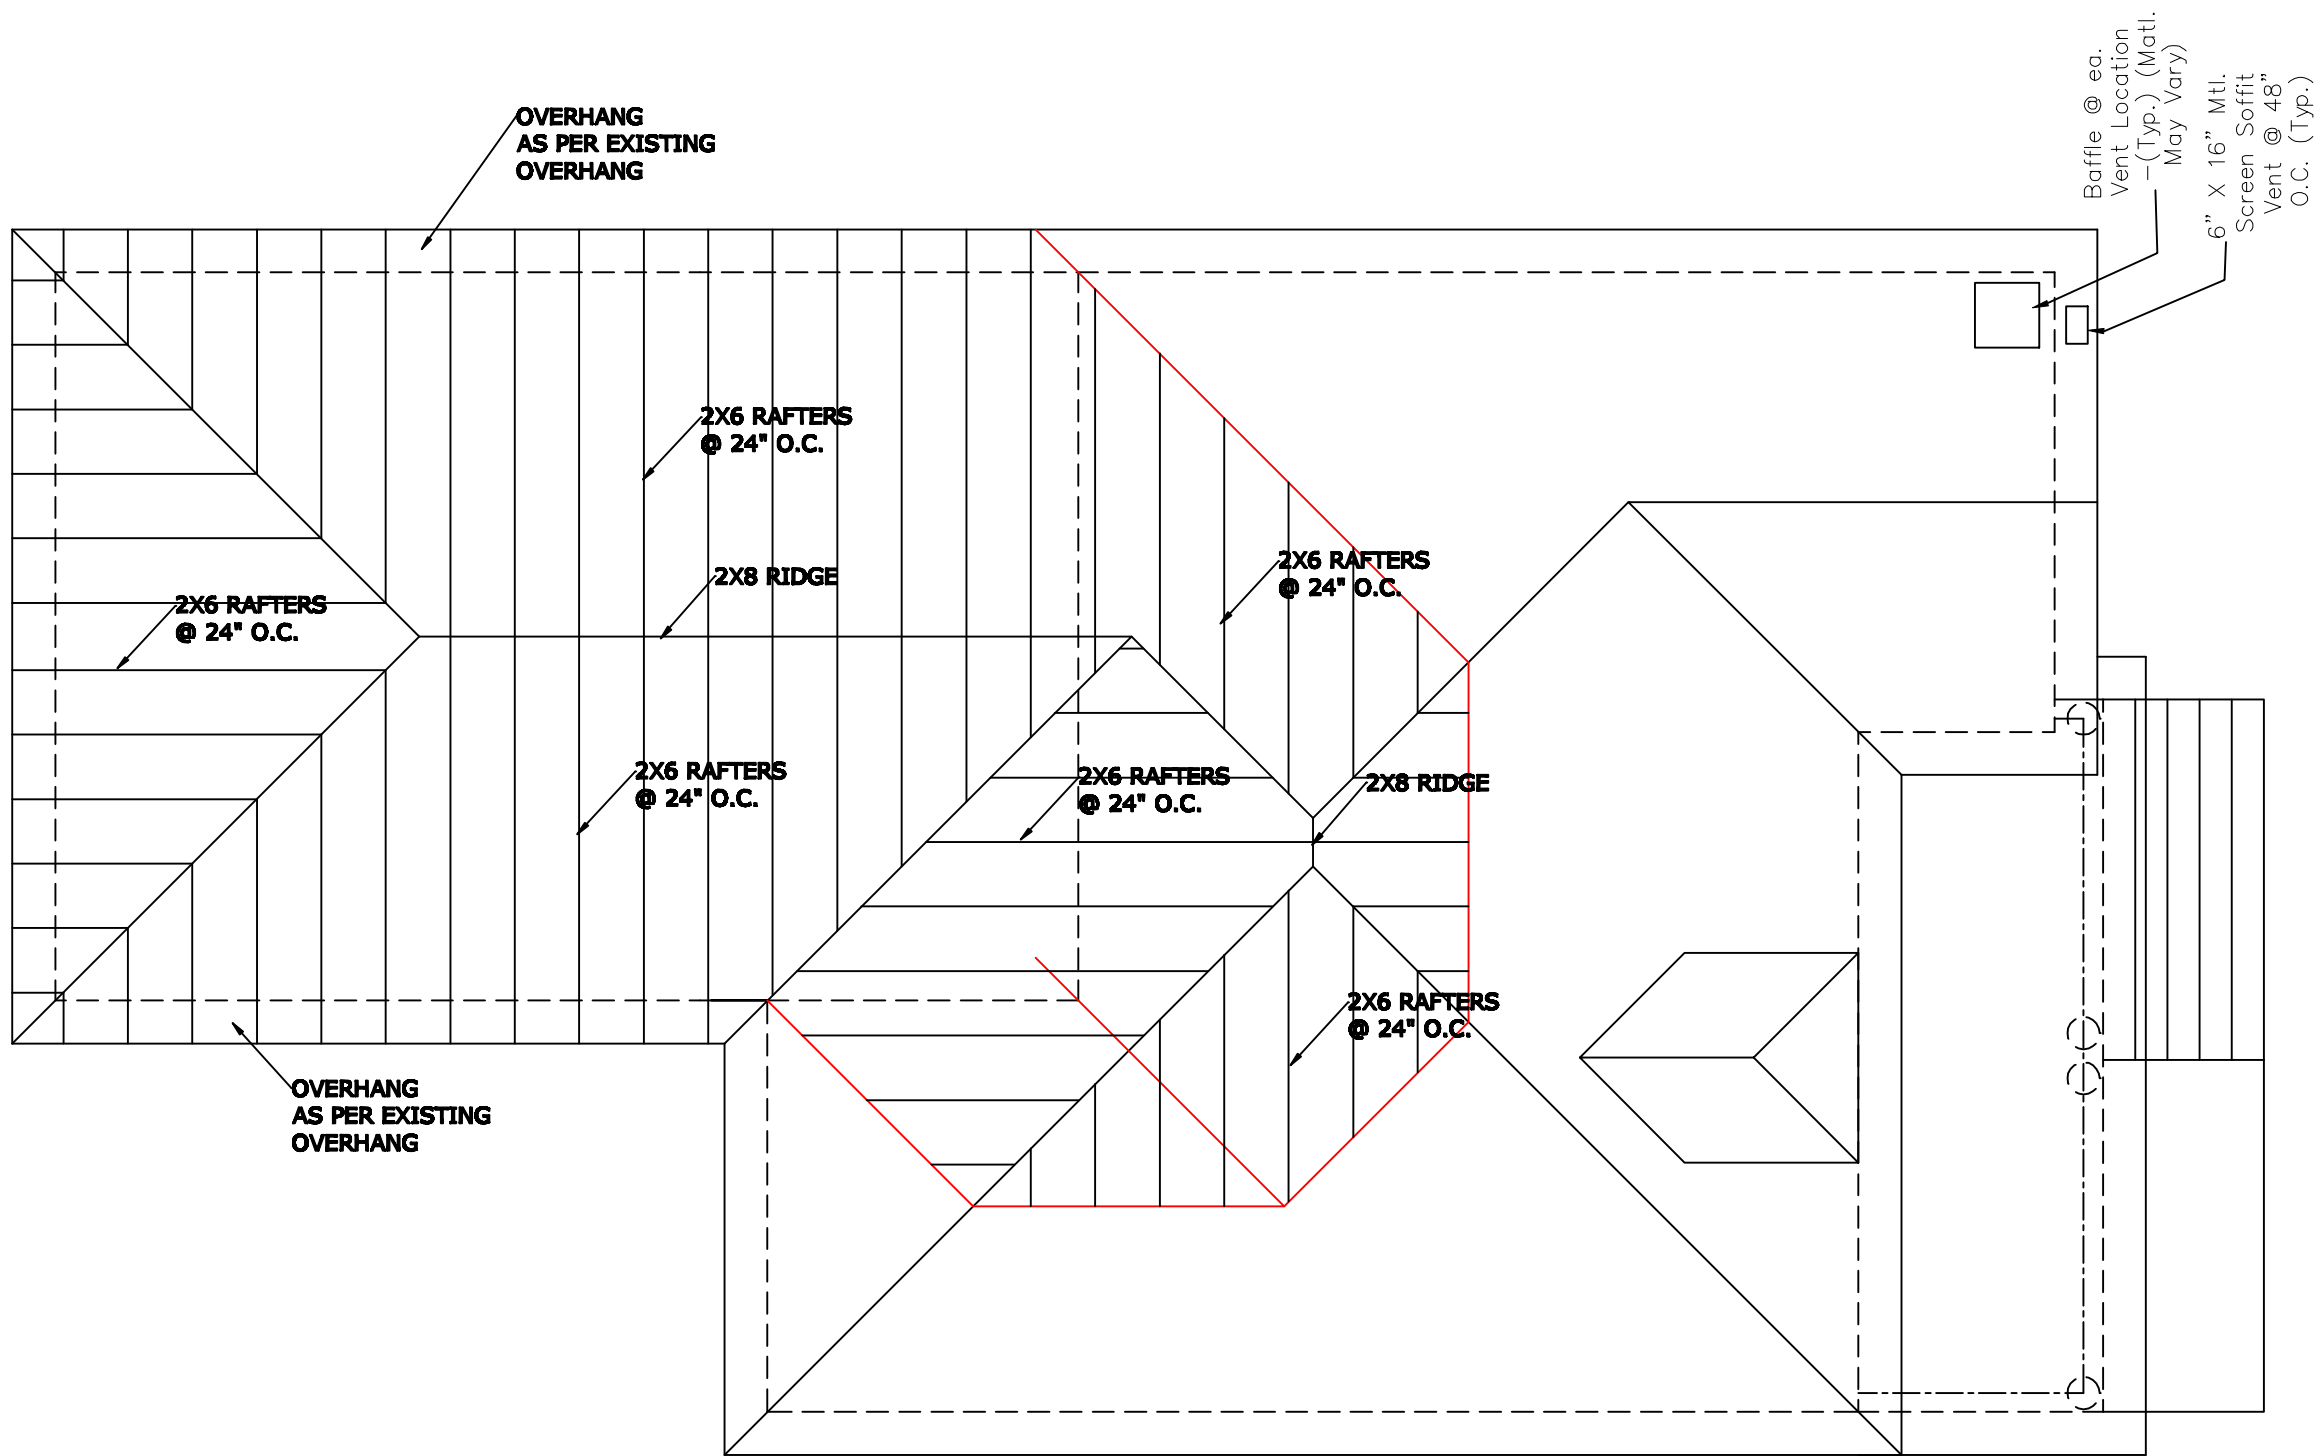 OVERHANG
AS PER EXISTING
OVERHANG
Baffle @ ea.
Vent Location
(Typ.) (Matl.
May Vary)
6" X 16" Mtl.
Screen Soffit
Vent @ 48"
O.C. (Typ.)
2X6 RAFTERS
@ 24" O.C.
2X8 RIDGE
2X6 RAFTERS
@ 24" O.C.
2X6 RAFTERS
@ 24" O.C.
2X6 RAFTERS
@ 24" O.C.
2X6 RAFTERS
@ 24" O.C.
2X8 RIDGE
2X6 RAFTERS
@ 24" O.C.
OVERHANG
AS PER EXISTING
OVERHANG